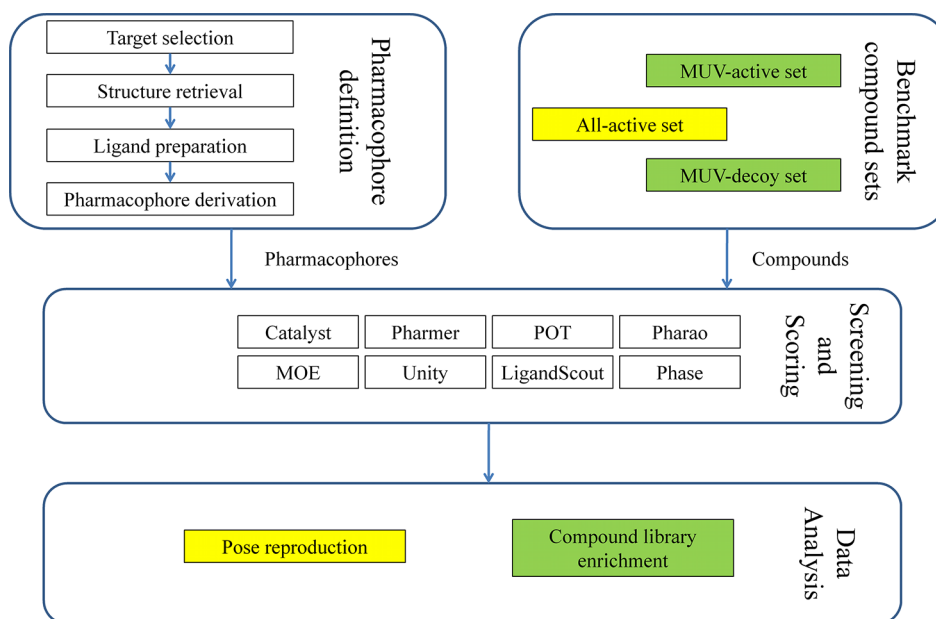 Target selection
Structure retrieval
Ligand preparation
Pharmacophore derivation
Pharmacophore
definition
MUV-active set
All-active set
MUV-decoy set
Benchmark
compound sets
Pharmacophores
Compounds
Catalyst
Pharmer
POT
Pharao
MOE
Unity
LigandScout
Phase
Screening
and
Scoring
Pose reproduction
Compound library
enrichment
Data
Analysis